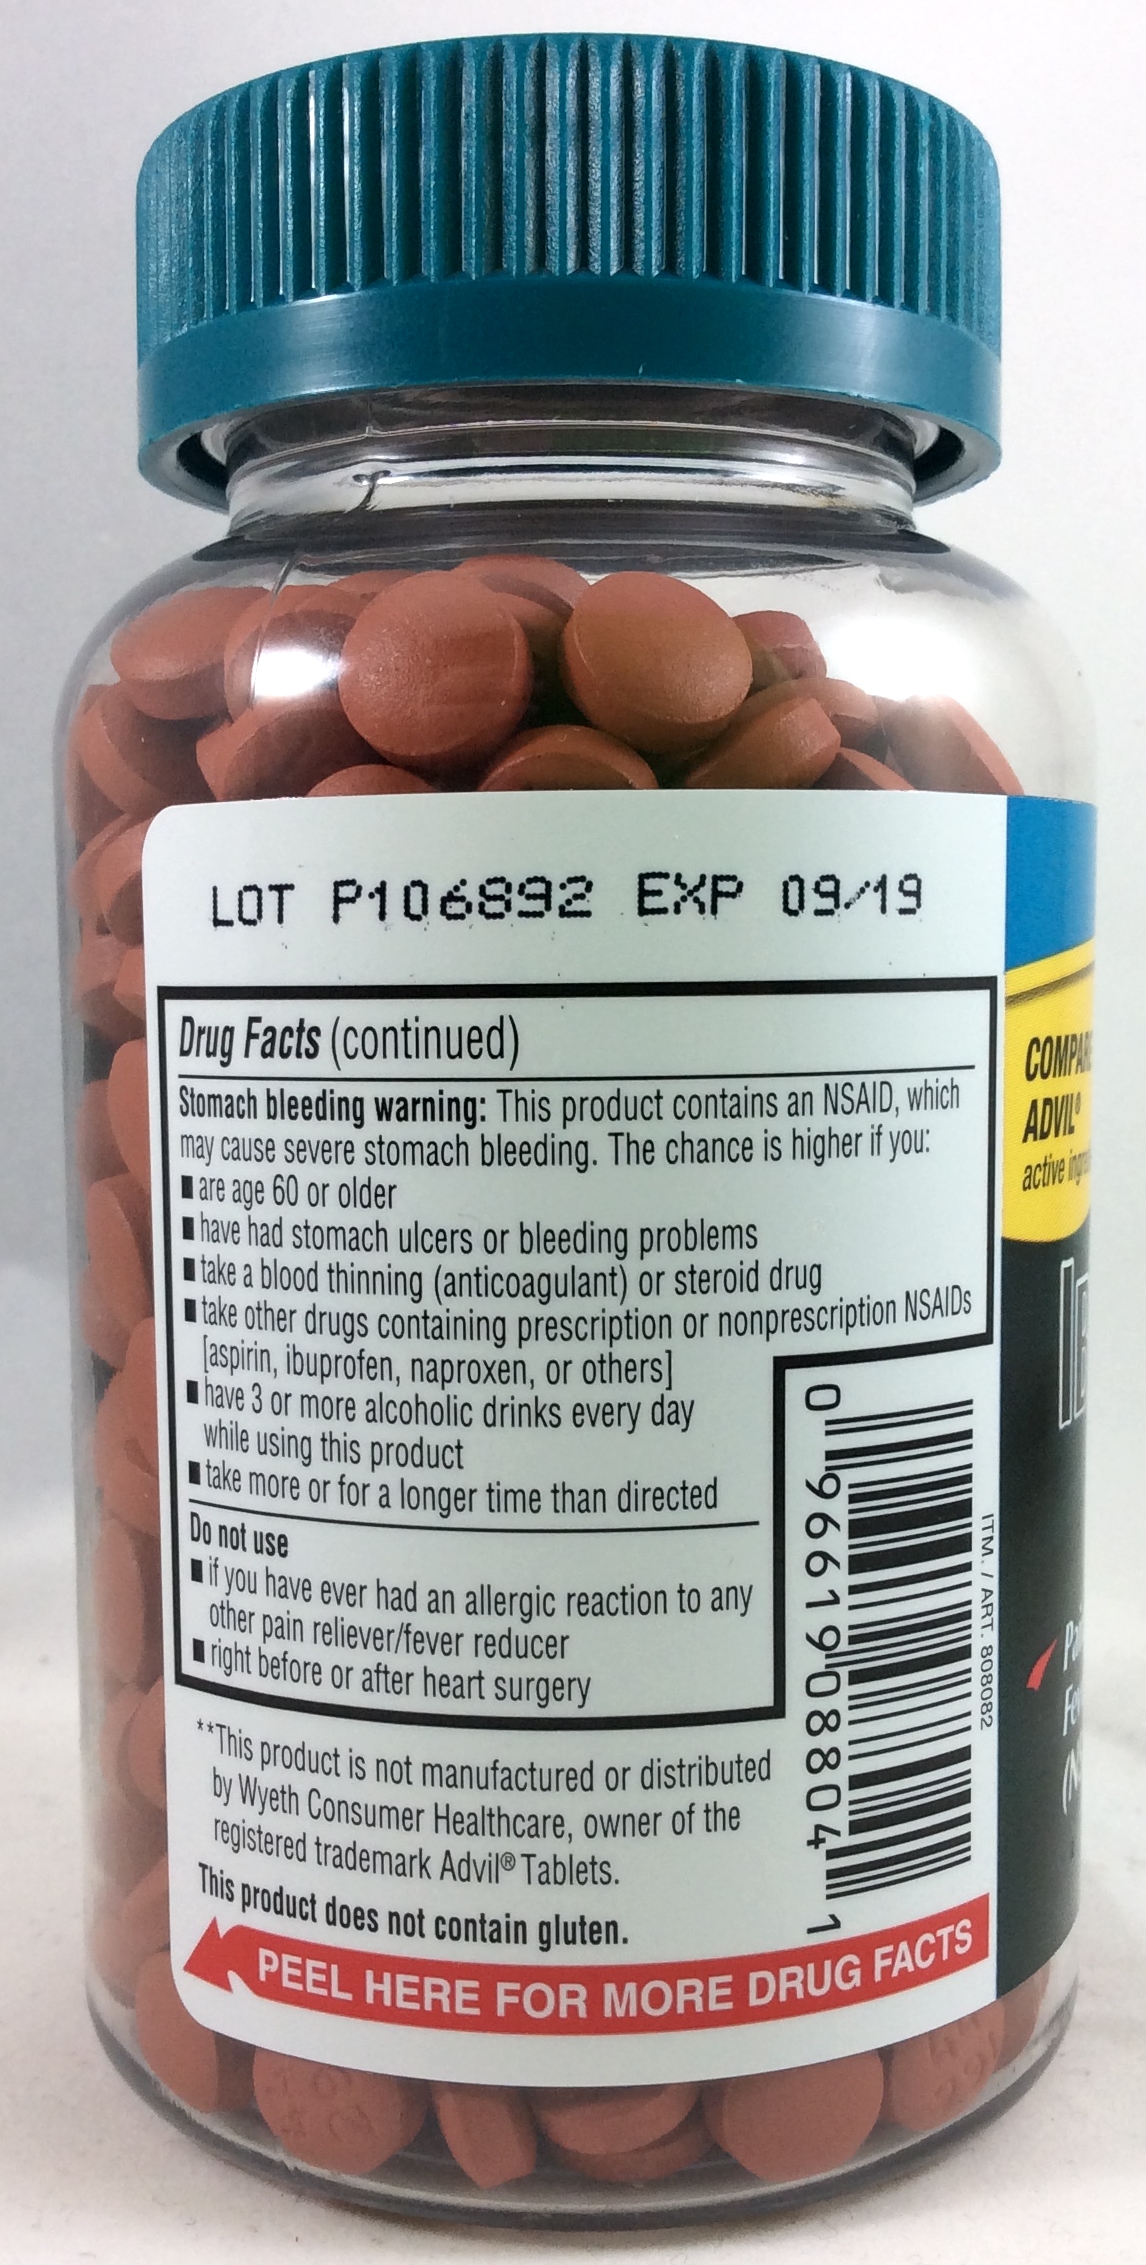 LOT P106892 EXP 09/19
Drug Facts (continued)
Stomach bleeding warning: This product contains an NSAID, which
may cause severe stomach bleeding. The chance is higher if you:
■ are age 60 or older
■ have had stomach ulcers or bleeding problems
■ take a blood thinning (anticoagulant) or steroid drug
■ take other drugs containing prescription or nonprescription NSAIDs
[aspirin, ibuprofen, naproxen, or others]
■ have 3 or more alcoholic drinks every day
while using this product
■ take more or for a longer time than directed
Do not use
■ if you have ever had an allergic reaction to any
other pain reliever/fever reducer
■ right before or after heart surgery
**This product is not manufactured or distributed
by Wyeth Consumer Healthcare, owner of the
registered trademark Advil® Tablets.
This product does not contain gluten.
PEEL HERE FOR MORE DRUG FACTS
0 96619 08804 1
ITM. / ART. 808082
ADVIL®
active